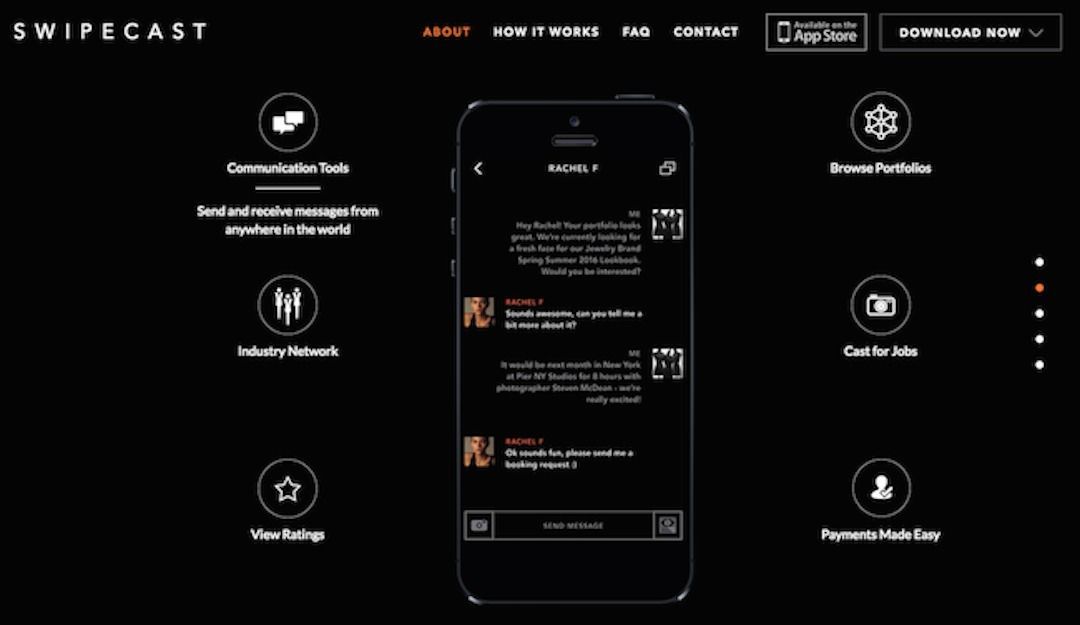 SWIPECAST
ABOUT
HOW IT WORKS
FAQ
CONTACT
Available on the
App Store
DOWNLOAD NOW
Communication Tools
Send and receive messages from
anywhere in the world
Industry Network
View Ratings
RACHEL F
ME
Hey Rachel! Your portfolio looks
great. We're currently looking for
a fresh face for our Jewelry Brand
Spring Summer 2016 Lookbook.
Would you be interested?
RACHEL F
Sounds awesome, can you tell me a
bit more about it?
ME
It would be next month in New York
at Pier NY Studios for 8 hours with
photographer Steven McDean - we're
really excited!
RACHEL F
Ok sounds fun, please send me a
booking request :)
SEND MESSAGE
Browse Portfolios
Cast for Jobs
Payments Made Easy